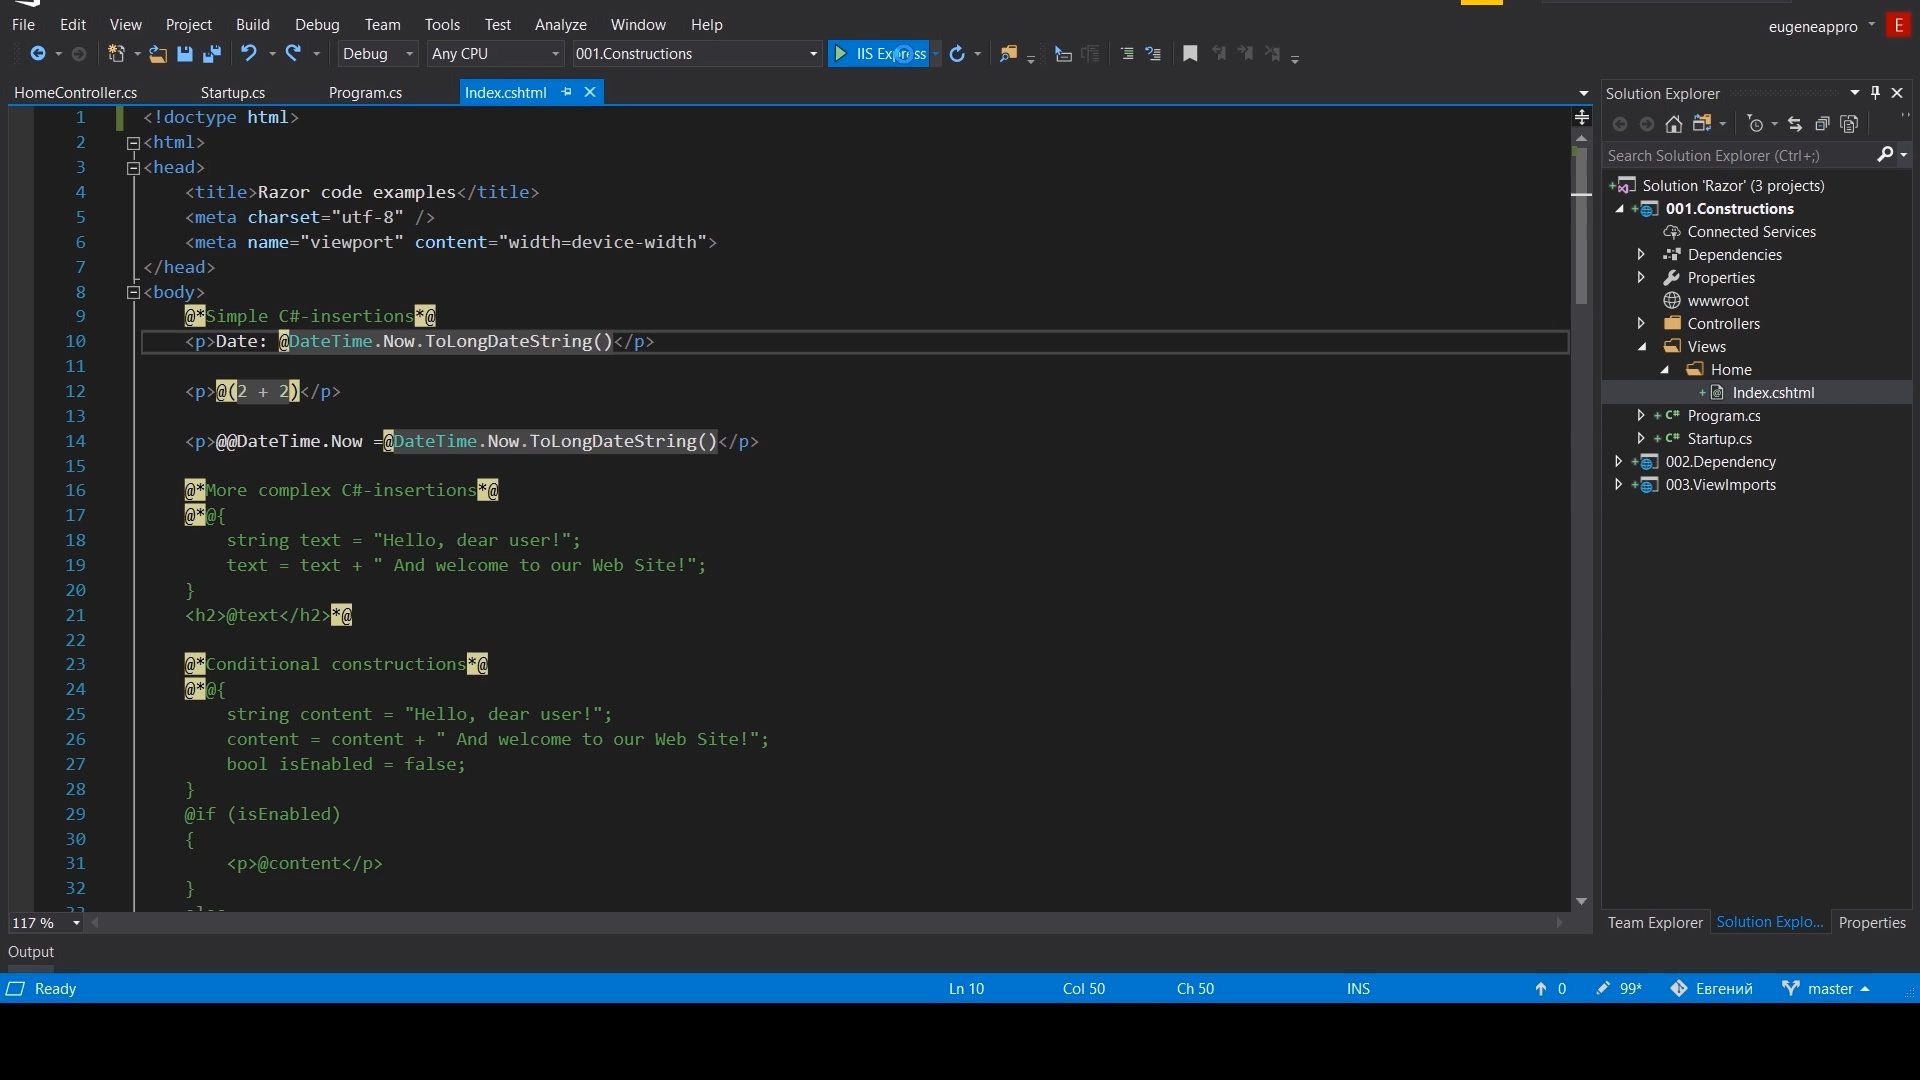 File Edit View Project Build Debug Team Tools Test Analyze Window Help
eugeneappro E
Debug Any CPU 001.Constructions IIS Express
HomeController.cs Startup.cs Program.cs Index.cshtml
1 <!doctype html>
2 <html>
3 <head>
4 <title>Razor code examples</title>
5 <meta charset="utf-8" />
6 <meta name="viewport" content="width=device-width">
7 </head>
8 <body>
9 @*Simple C#-insertions*@
10 <p>Date: @DateTime.Now.ToLongDateString()</p>
11
12 <p>@(2 + 2)</p>
13
14 <p>@@DateTime.Now =@DateTime.Now.ToLongDateString()</p>
15
16 @*More complex C#-insertions*@
17 @*@{
18 string text = "Hello, dear user!";
19 text = text + " And welcome to our Web Site!";
20 }
21 <h2>@text</h2>*@
22
23 @*Conditional constructions*@
24 @*@{
25 string content = "Hello, dear user!";
26 content = content + " And welcome to our Web Site!";
27 bool isEnabled = false;
28 }
29 @if (isEnabled)
30 {
31 <p>@content</p>
32 }
117 %
Solution Explorer
Search Solution Explorer (Ctrl+;)
Solution 'Razor' (3 projects)
001.Constructions
Connected Services
Dependencies
Properties
wwwroot
Controllers
Views
Home
Index.cshtml
C# Program.cs
C# Startup.cs
002.Dependency
003.ViewImports
Team Explorer Solution Explo... Properties
Output
Ready Ln 10 Col 50 Ch 50 INS 0 99* Евгений master